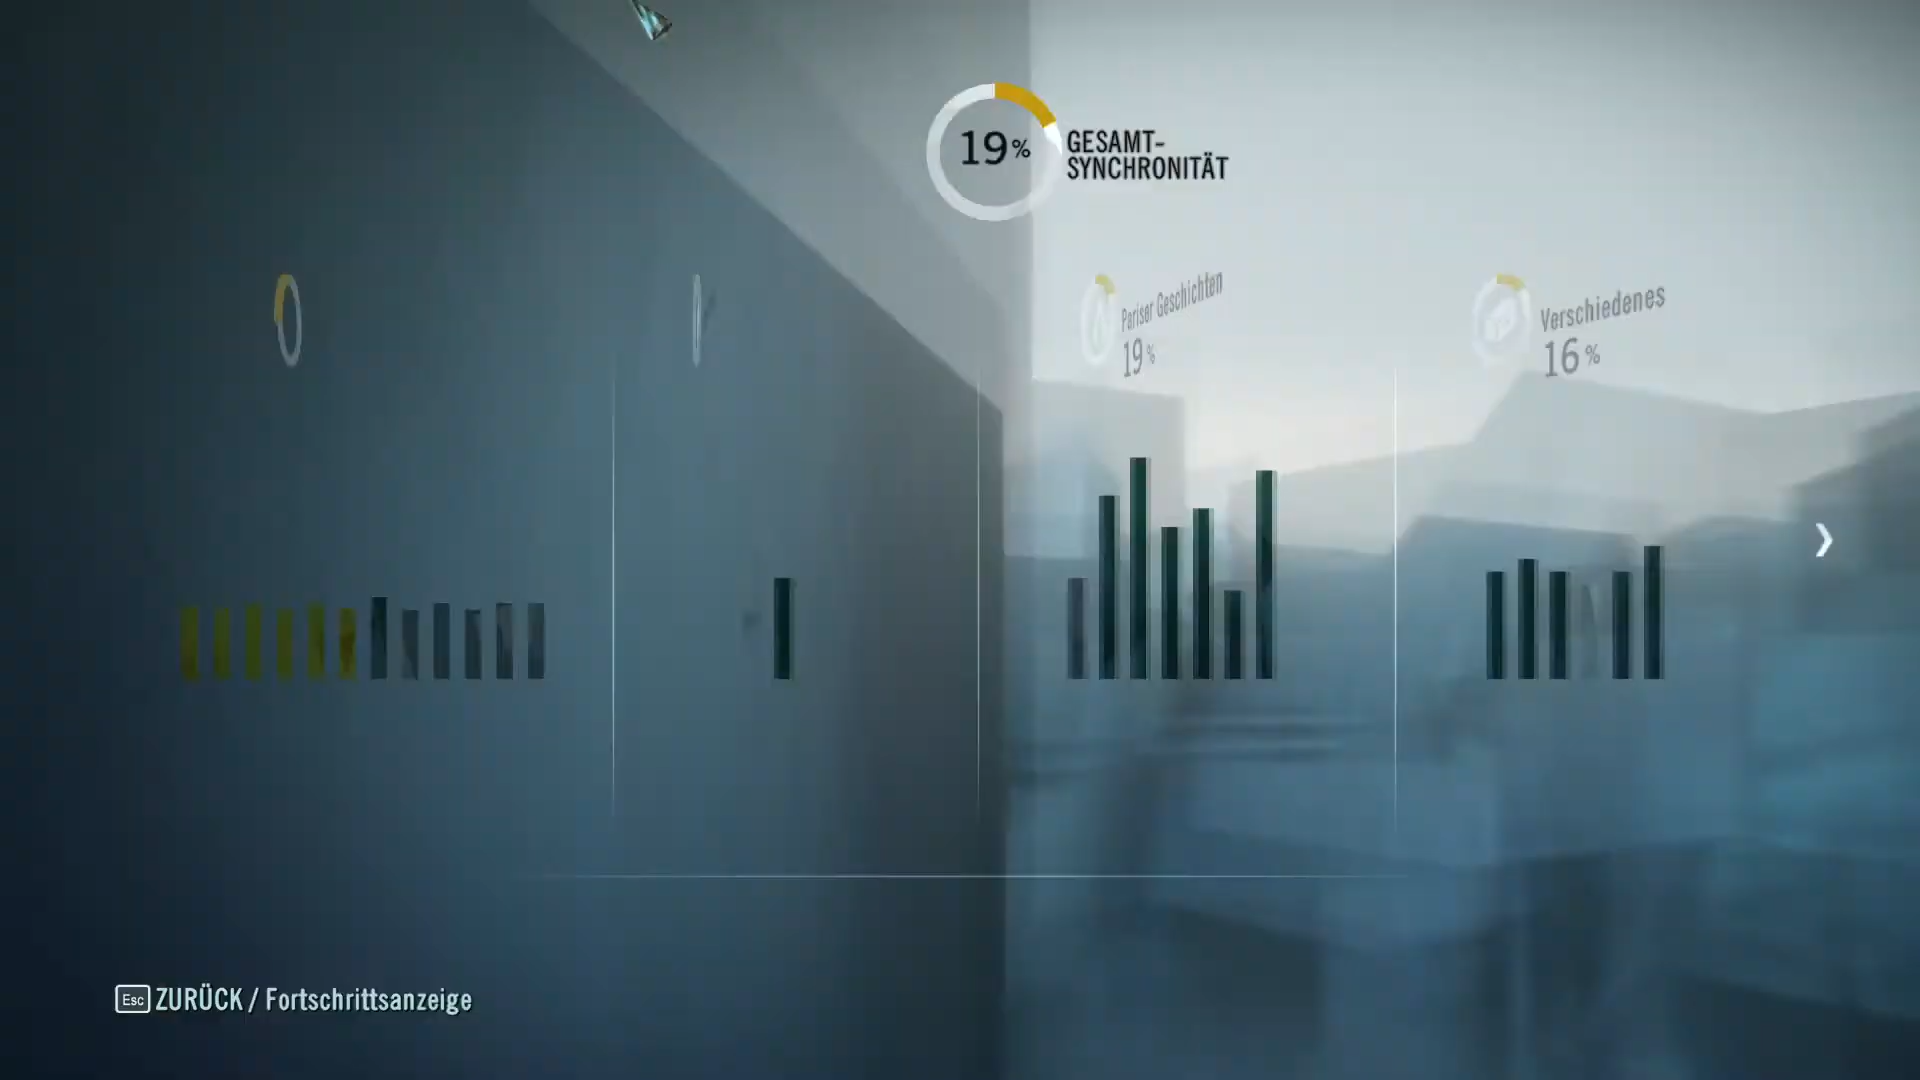 19%
GESAMT-
SYNCHRONITÄT
Pariser Geschichten
19 %
Verschiedenes
16 %
Esc ZURÜCK / Fortschrittsanzeige